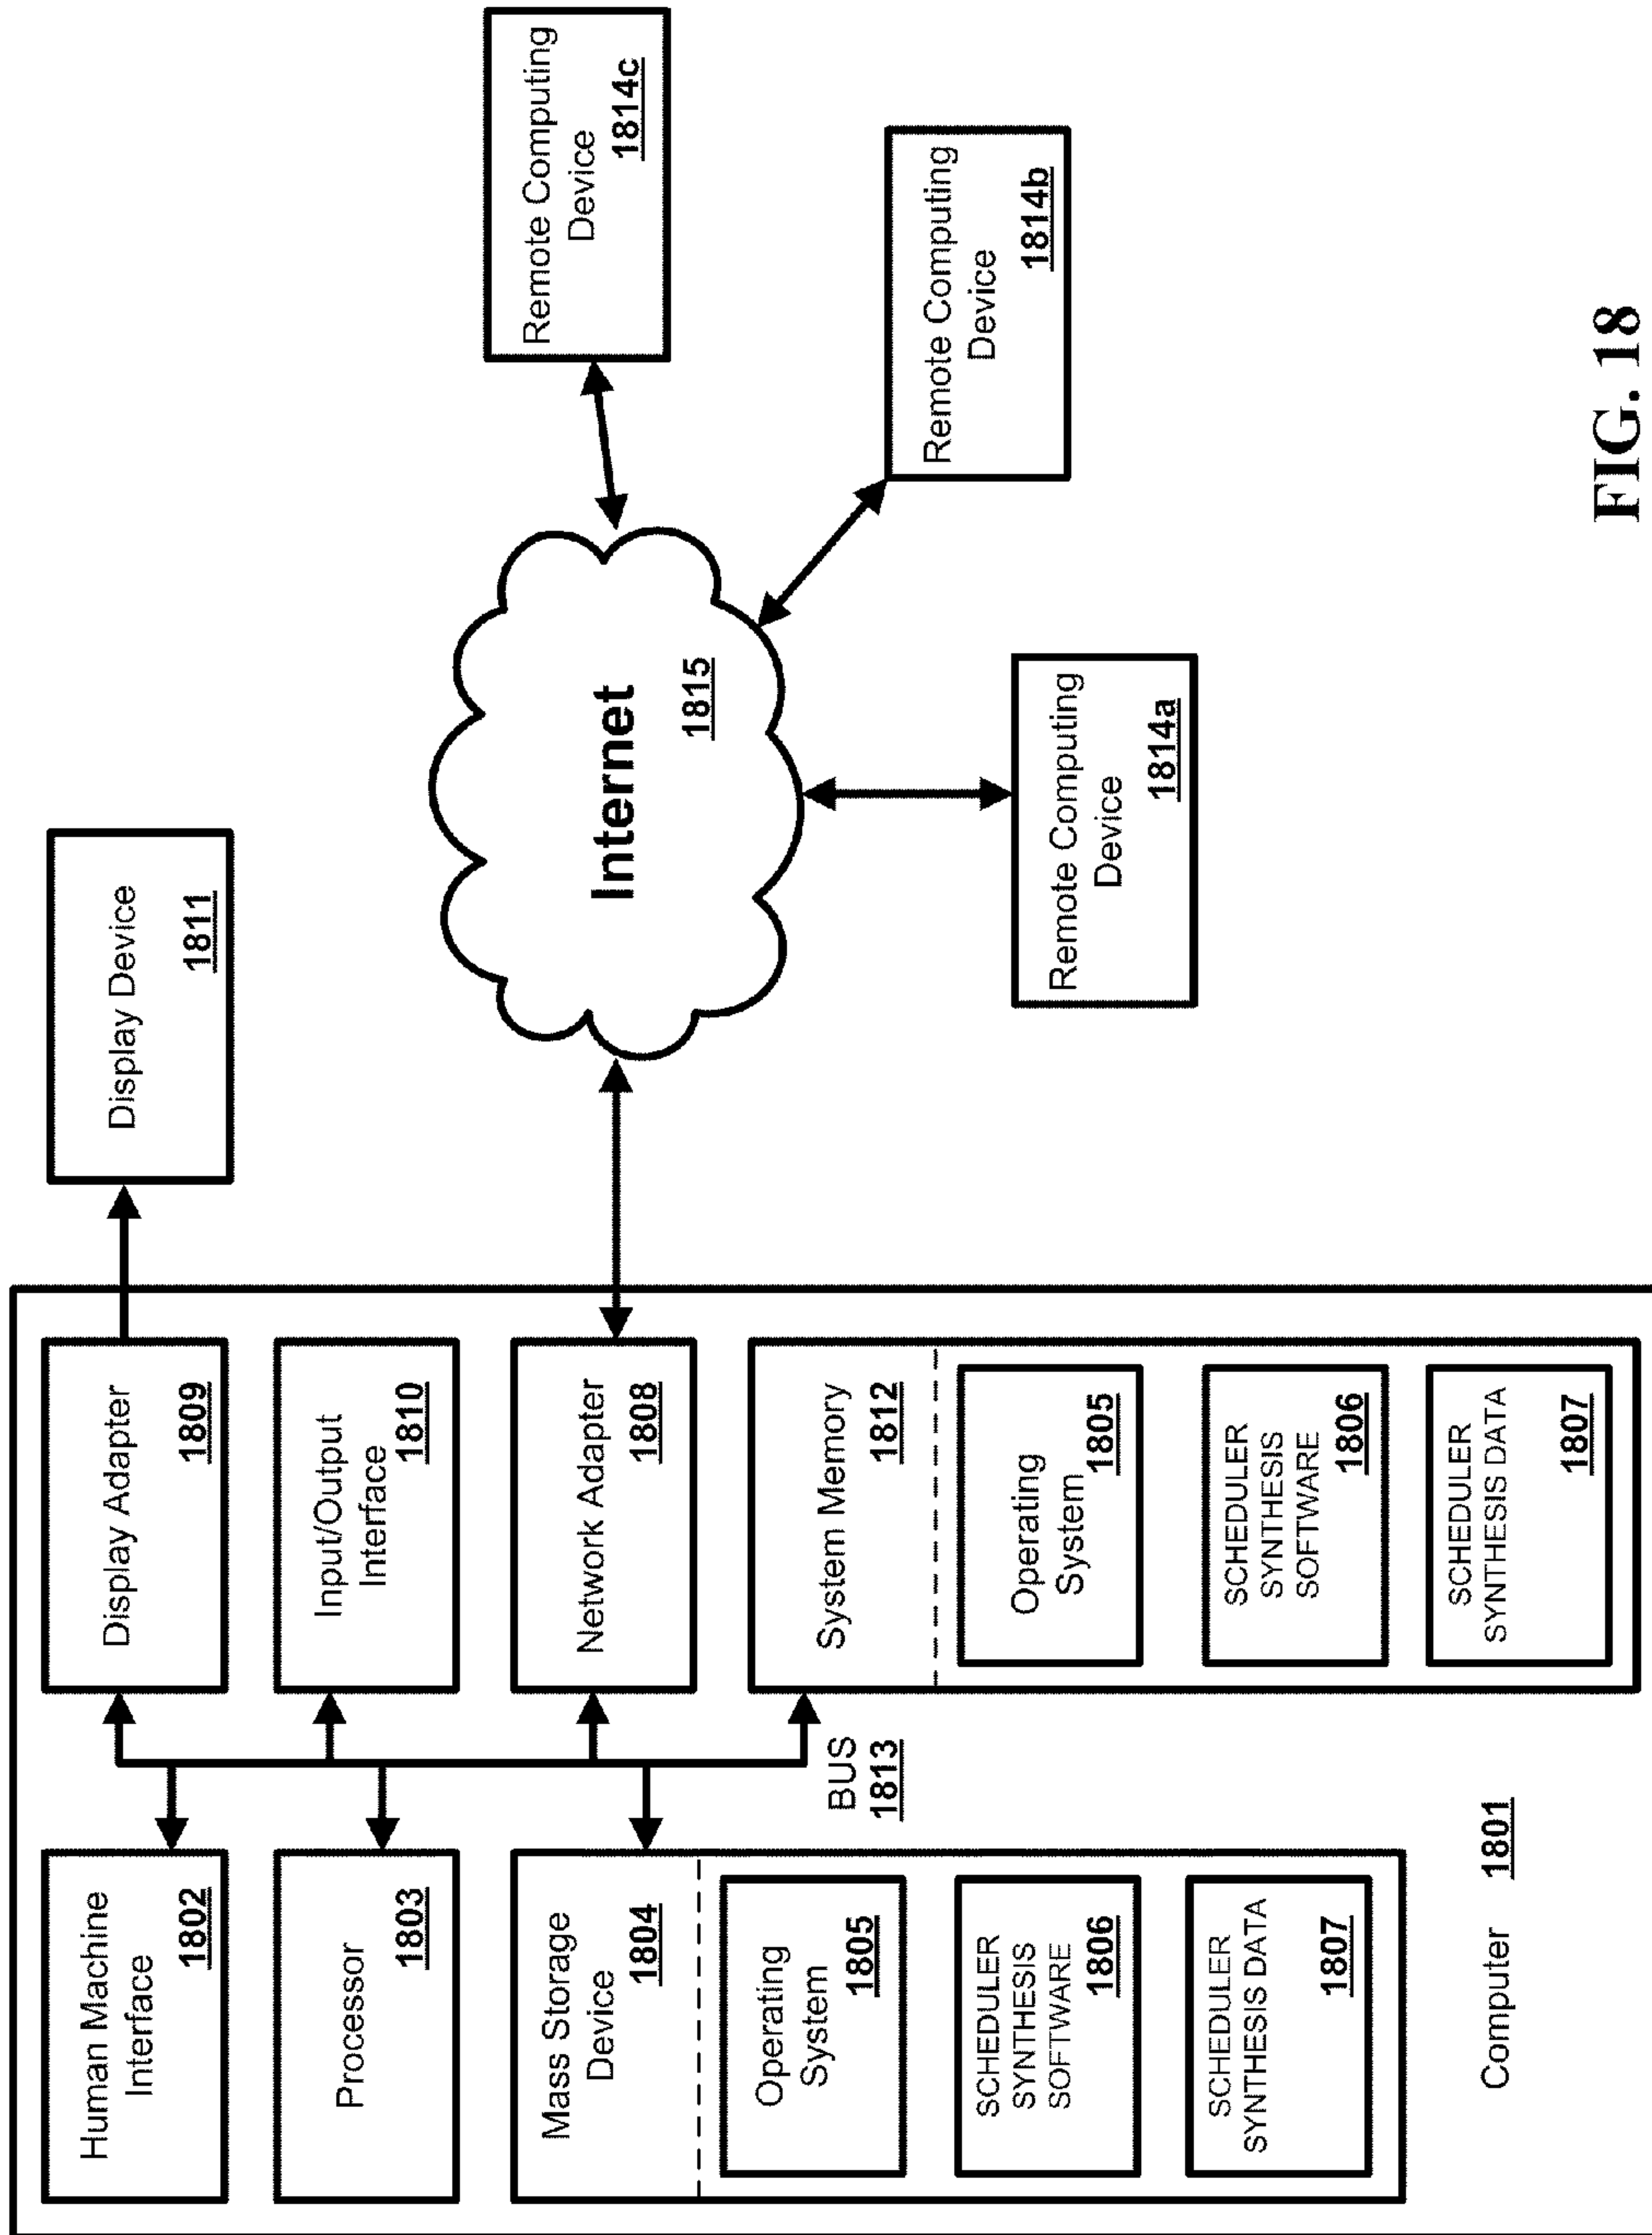 Human Machine
Interface
1802
Processor
1803
Mass Storage
Device
1804
Operating
System
1805
SCHEDULER
SYNTHESIS
SOFTWARE
1806
SCHEDULER
SYNTHESIS DATA
1807
Computer 1801
BUS
1813
Display Adapter
1809
Input/Output
Interface
1810
Network Adapter
1808
System Memory
1812
Operating
System
1805
SCHEDULER
SYNTHESIS
SOFTWARE
1806
SCHEDULER
SYNTHESIS DATA
1807
Display Device
1811
Internet
1815
Remote Computing
Device
1814a
Remote Computing
Device
1814b
Remote Computing
Device
1814c
FIG. 18